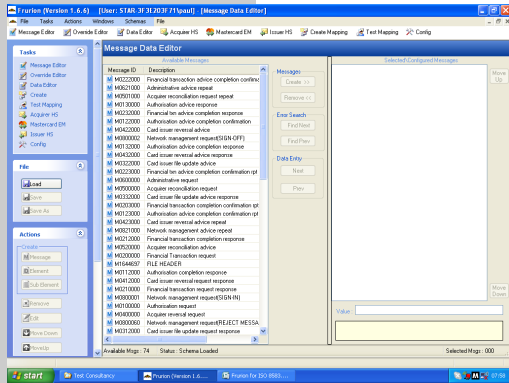 Frurion (Version 1.6.6) [User: STAR-3F3E203F71\paul] - [Message Data Editor]
File Tasks Actions Windows Schemas File
Message Editor Override Editor Data Editor Acquirer HS Mastercard EM Issuer HS Create Mapping Test Mapping Config
Tasks
Message Editor
Override Editor
Data Editor
Create
Test Mapping
Acquirer HS
Mastercard EM
Issuer HS
Config
File
Load
Save
Save As
Actions
Create
Message
Element
Sub Element
Remove
Edit
Move Down
MoveUp
Message Data Editor
Available Messages
Message ID Description
M0222000 Financial transaction advice completion confirma
M0621000 Administrative advice repeat
M0501000 Acquirer reconciliation request repeat
M0130000 Authorisation advice response
M0232000 Financial txn advice completion response
M0122000 Authorisation advice completion confirmation
M0422000 Card issuer reversal advice
M0800002 Network management request(SIGN-OFF)
M0132000 Authorisation advice completion response
M0432000 Card issuer reversal advice response
M0322000 Card issuer file update advice
M0223000 Financial txn advice completion confirmation rpt
M0600000 Administrative request
M0500000 Acquirer reconciliation request
M0332000 Card issuer file update advice response
M0203000 Financial transaction completion confirmation rpt
M0123000 Authorisation advice completion confirmation rpt
M0423000 Card issuer reversal advice repeat
M0821000 Network management advice repeat
M0212000 Financial transaction completion response
M0520000 Acquirer reconciliation advice
M0200000 Financial Transaction request
M1644697 FILE HEADER
M0112000 Authorisation completion response
M0412000 Card issuer reversal request response
M0210000 Financial transaction request response
M0800001 Network management request(SIGN-IN)
M0100000 Authorisation request
M0400000 Acquirer reversal request
M0800060 Network management request(REJECT MESSA
M0312000 Card issuer file update request response
Messages
Create >>
Remove <<
Error Search
Find Next
Find Prev
Data Entry
Next
Prev
Selected\Configured Messages
Move Up
Move Down
Value :
Available Msgs : 74 Status : Schema Loaded
Selected Msgs : 000
start Test Consultancy Frurion (Version 1.6.... Frurion for ISO 8583-... 07:58